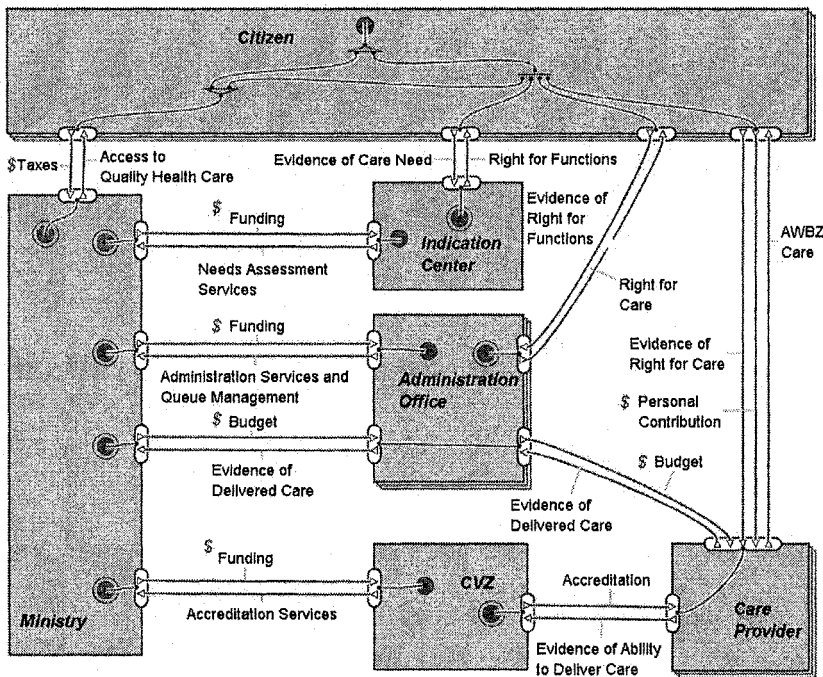 Citizen
$Taxes
Access to
Quality Health Care
Evidence of Care Need
Right for Functions
$ Funding
Needs Assessment
Services
Indication
Center
Evidence of
Right for
Functions
AWBZ
Care
Right for
Care
$ Funding
Administration Services and
Queue Management
Administration
Office
Evidence of
Right for Care
$ Personal
Contribution
$ Budget
Evidence of
Delivered Care
$ Budget
Evidence of
Delivered Care
$ Funding
Accreditation Services
CVZ
Accreditation
Evidence of Ability
to Deliver Care
Care
Provider
Ministry